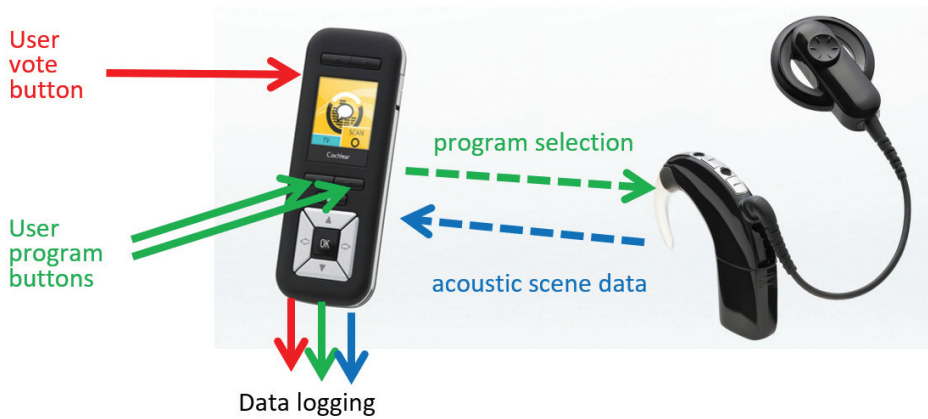 User
vote
button
SCAN
TV
Cochlear
program selection
OK
User
program
buttons
acoustic scene data
Data logging